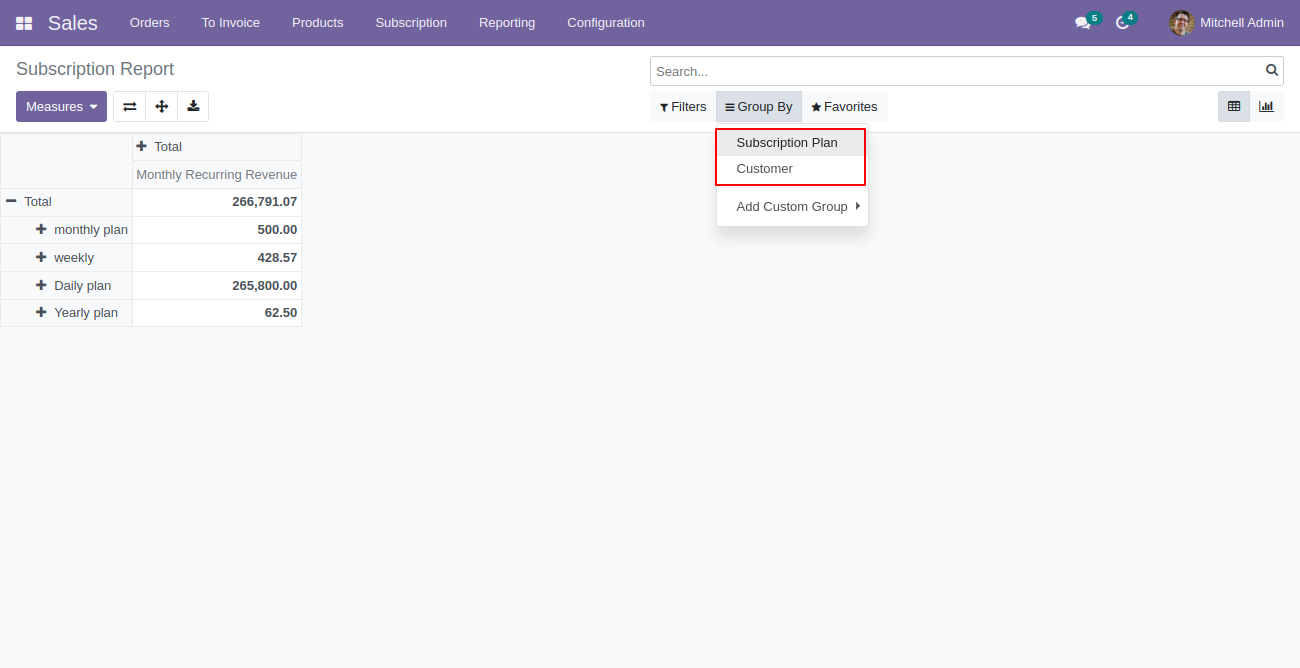 Sales Orders To Invoice Products Subscription Reporting Configuration 5 4 Mitchell Admin
Subscription Report
Search...
Measures
Filters Group By Favorites
Subscription Plan
Customer
Add Custom Group
Total
Monthly Recurring Revenue
Total 266,791.07
monthly plan 500.00
weekly 428.57
Daily plan 265,800.00
Yearly plan 62.50